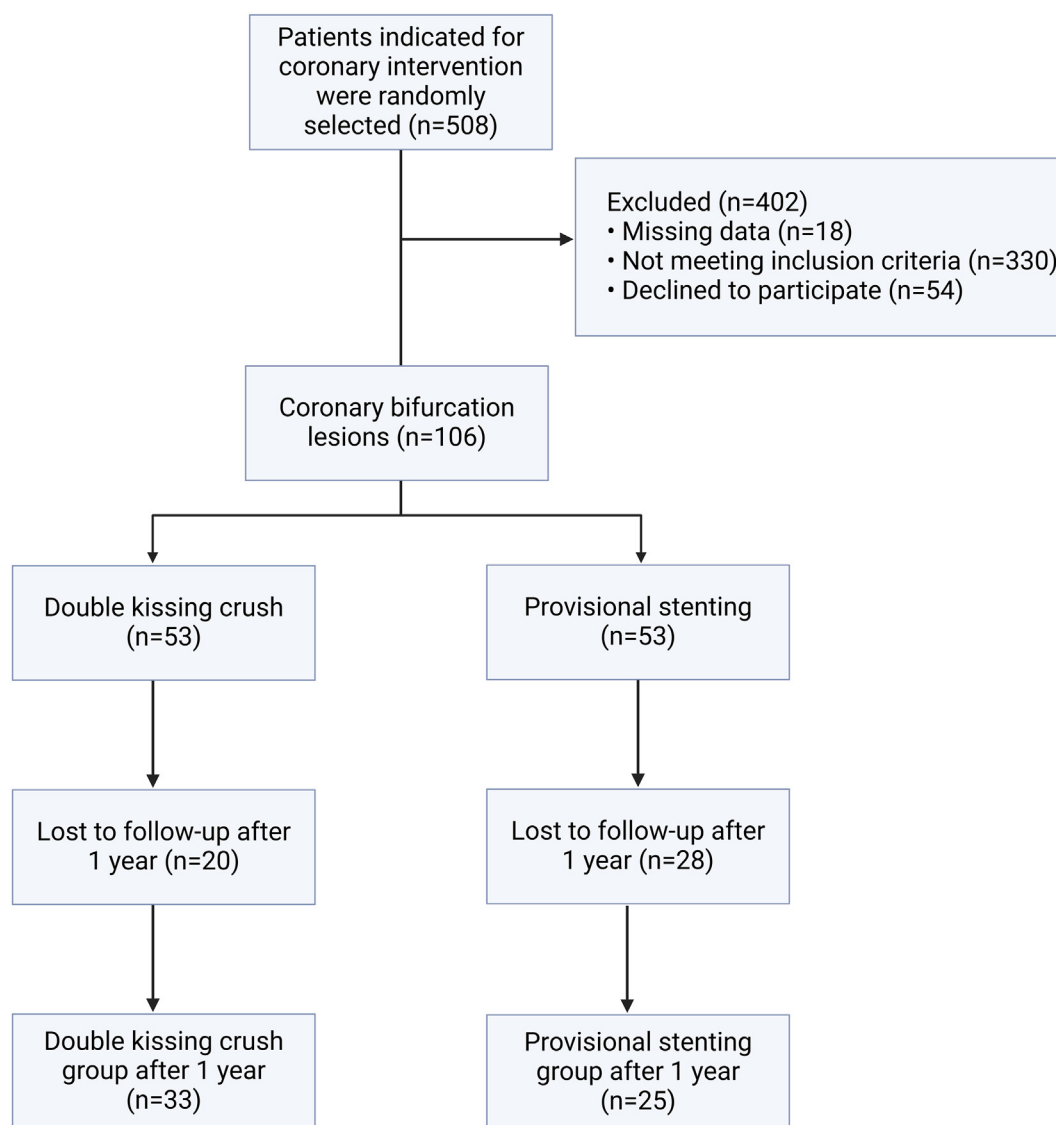 Patients indicated for
coronary intervention
were randomly
selected (n=508)
Excluded (n=402)
• Missing data (n=18)
• Not meeting inclusion criteria (n=330)
• Declined to participate (n=54)
Coronary bifurcation
lesions (n=106)
Double kissing crush
(n=53)
Provisional stenting
(n=53)
Lost to follow-up after
1 year (n=20)
Lost to follow-up after
1 year (n=28)
Double kissing crush
group after 1 year
(n=33)
Provisional stenting
group after 1 year
(n=25)